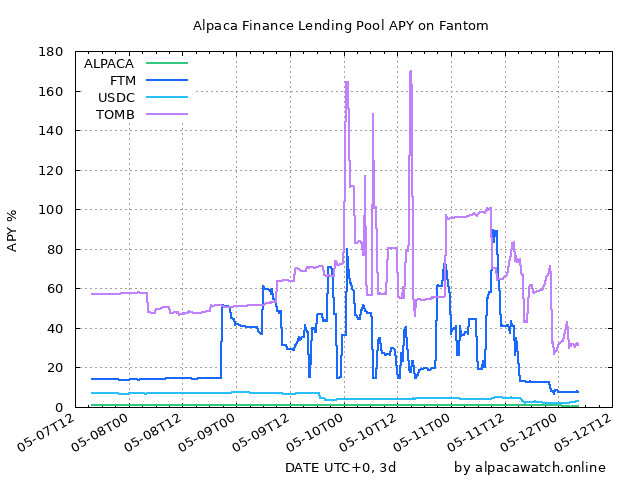 Alpaca Finance Lending Pool APY on Fantom
180
160
140
120
100
80
60
40
20
0
APY %
ALPACA
FTM
USDC
TOMB
05-07T12
05-08T00
05-08T12
05-09T00
05-09T12
05-10T00
05-10T12
05-11T00
05-11T12
05-12T00
05-12T12
DATE UTC+0, 3d
by alpacawatch.online